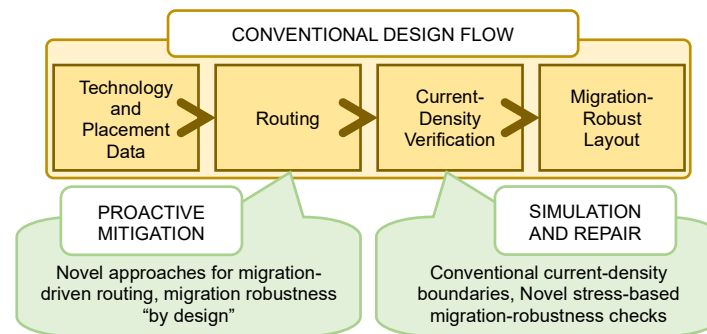 CONVENTIONAL DESIGN FLOW
Technology
and
Placement
Data
Routing
Current-
Density
Verification
Migration-
Robust
Layout
PROACTIVE
MITIGATION
Novel approaches for migration-
driven routing, migration robustness
“by design”
SIMULATION
AND REPAIR
Conventional current-density
boundaries, Novel stress-based
migration-robustness checks